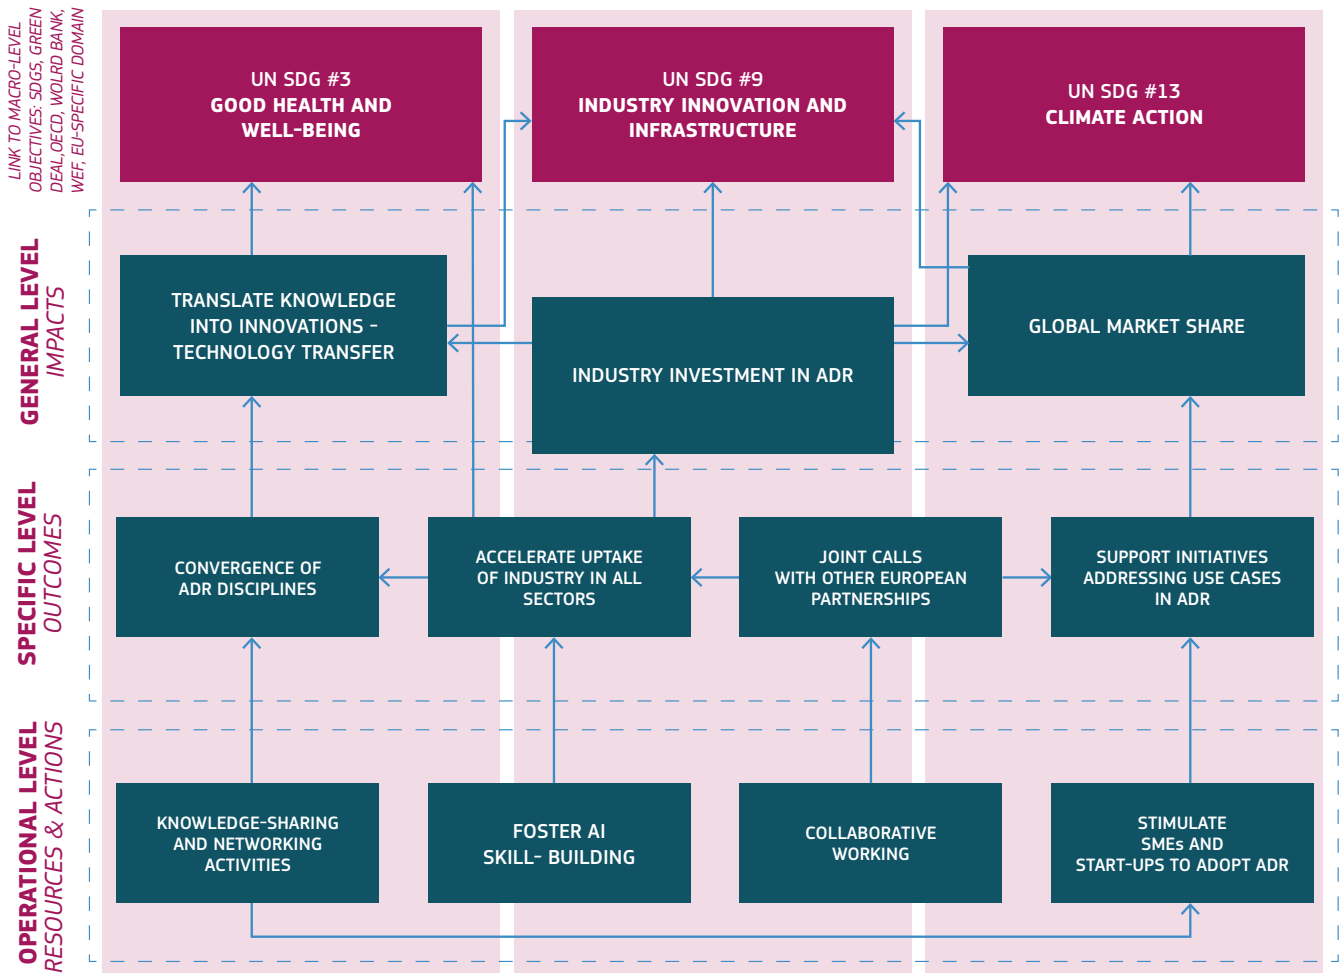 LINK TO MACRO-LEVEL
OBJECTIVES: SDGS, GREEN
DEAL,OECD, WOLRD BANK,
WEF, EU-SPECIFIC DOMAIN
UN SDG #3
GOOD HEALTH AND
WELL-BEING
UN SDG #9
INDUSTRY INNOVATION AND
INFRASTRUCTURE
UN SDG #13
CLIMATE ACTION
GENERAL LEVEL
IMPACTS
TRANSLATE KNOWLEDGE
INTO INNOVATIONS -
TECHNOLOGY TRANSFER
INDUSTRY INVESTMENT IN ADR
GLOBAL MARKET SHARE
SPECIFIC LEVEL
OUTCOMES
CONVERGENCE OF
ADR DISCIPLINES
ACCELERATE UPTAKE
OF INDUSTRY IN ALL
SECTORS
JOINT CALLS
WITH OTHER EUROPEAN
PARTNERSHIPS
SUPPORT INITIATIVES
ADDRESSING USE CASES
IN ADR
OPERATIONAL LEVEL
RESOURCES & ACTIONS
KNOWLEDGE-SHARING
AND NETWORKING
ACTIVITIES
FOSTER AI
SKILL- BUILDING
COLLABORATIVE
WORKING
STIMULATE
SMEs AND
START-UPS TO ADOPT ADR